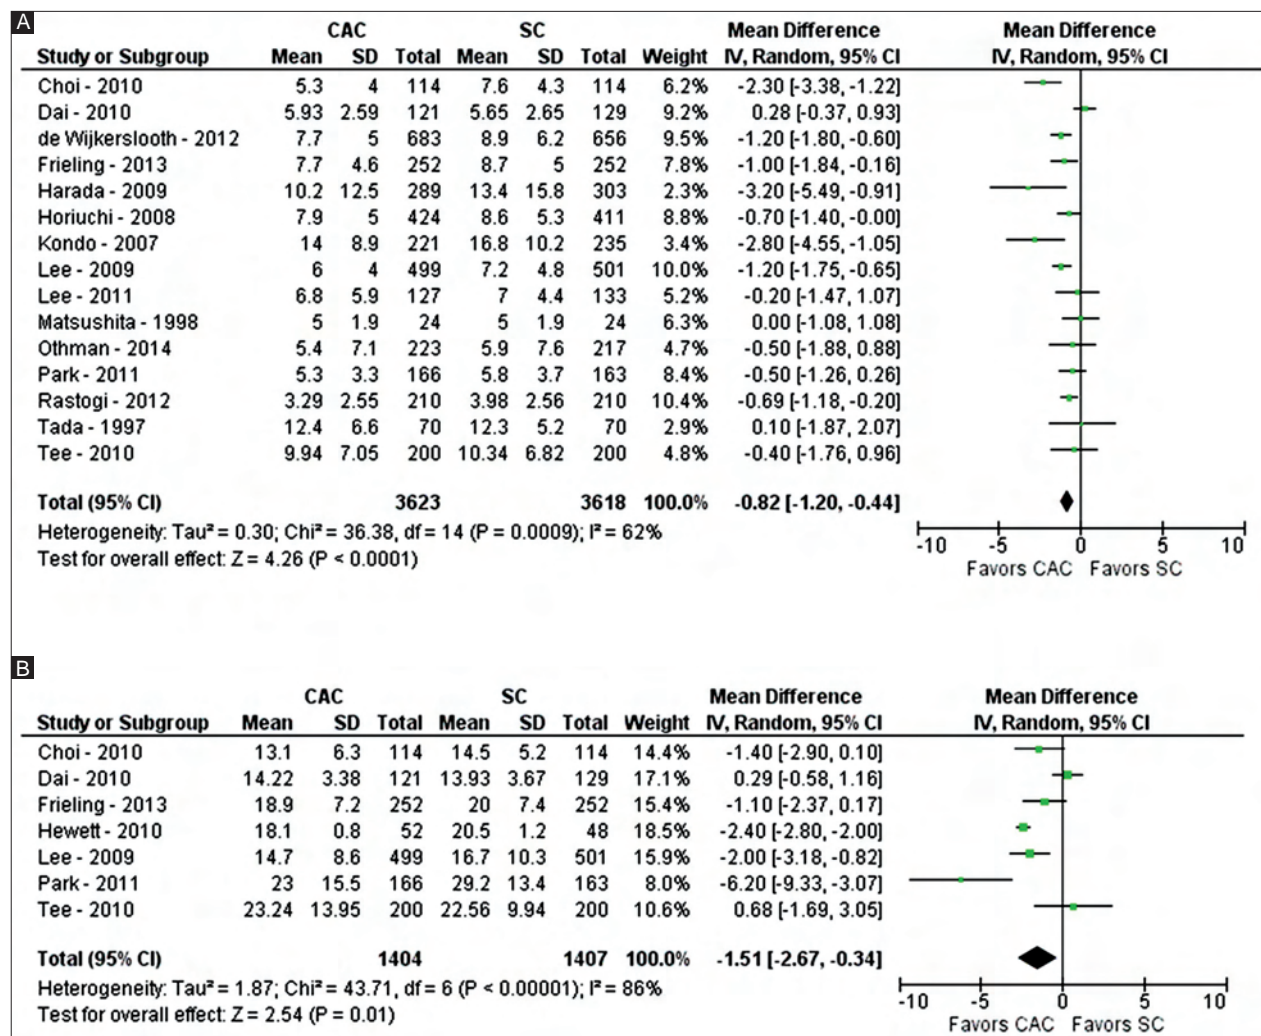 A
CAC SC Mean Difference Mean Difference
Study or Subgroup Mean SD Total Mean SD Total Weight IV, Random, 95% CI IV, Random, 95% CI
Choi - 2010 5.3 4 114 7.6 4.3 114 6.2% -2.30 [-3.38, -1.22]
Dai - 2010 5.93 2.59 121 5.65 2.65 129 9.2% 0.28 [-0.37, 0.93]
de Wijkerslooth - 2012 7.7 5 683 8.9 6.2 656 9.5% -1.20 [-1.80, -0.60]
Frieling - 2013 7.7 4.6 252 8.7 5 252 7.8% -1.00 [-1.84, -0.16]
Harada - 2009 10.2 12.5 289 13.4 15.8 303 2.3% -3.20 [-5.49, -0.91]
Horiuchi - 2008 7.9 5 424 8.6 5.3 411 8.8% -0.70 [-1.40, -0.00]
Kondo - 2007 14 8.9 221 16.8 10.2 235 3.4% -2.80 [-4.55, -1.05]
Lee - 2009 6 4 499 7.2 4.8 501 10.0% -1.20 [-1.75, -0.65]
Lee - 2011 6.8 5.9 127 7 4.4 133 5.2% -0.20 [-1.47, 1.07]
Matsushita - 1998 5 1.9 24 5 1.9 24 6.3% 0.00 [-1.08, 1.08]
Othman - 2014 5.4 7.1 223 5.9 7.6 217 4.7% -0.50 [-1.88, 0.88]
Park - 2011 5.3 3.3 166 5.8 3.7 163 8.4% -0.50 [-1.26, 0.26]
Rastogi - 2012 3.29 2.55 210 3.98 2.56 210 10.4% -0.69 [-1.18, -0.20]
Tada - 1997 12.4 6.6 70 12.3 5.2 70 2.9% 0.10 [-1.87, 2.07]
Tee - 2010 9.94 7.05 200 10.34 6.82 200 4.8% -0.40 [-1.76, 0.96]
Total (95% CI) 3623 3618 100.0% -0.82 [-1.20, -0.44]
Heterogeneity: Tau² = 0.30; Chi² = 36.38, df = 14 (P = 0.0009); I² = 62%
Test for overall effect: Z = 4.26 (P < 0.0001)
-10 -5 0 5 10
Favors CAC Favors SC
B
CAC SC Mean Difference Mean Difference
Study or Subgroup Mean SD Total Mean SD Total Weight IV, Random, 95% CI IV, Random, 95% CI
Choi - 2010 13.1 6.3 114 14.5 5.2 114 14.4% -1.40 [-2.90, 0.10]
Dai - 2010 14.22 3.38 121 13.93 3.67 129 17.1% 0.29 [-0.58, 1.16]
Frieling - 2013 18.9 7.2 252 20 7.4 252 15.4% -1.10 [-2.37, 0.17]
Hewett - 2010 18.1 0.8 52 20.5 1.2 48 18.5% -2.40 [-2.80, -2.00]
Lee - 2009 14.7 8.6 499 16.7 10.3 501 15.9% -2.00 [-3.18, -0.82]
Park - 2011 23 15.5 166 29.2 13.4 163 8.0% -6.20 [-9.33, -3.07]
Tee - 2010 23.24 13.95 200 22.56 9.94 200 10.6% 0.68 [-1.69, 3.05]
Total (95% CI) 1404 1407 100.0% -1.51 [-2.67, -0.34]
Heterogeneity: Tau² = 1.87; Chi² = 43.71, df = 6 (P < 0.00001); I² = 86%
Test for overall effect: Z = 2.54 (P = 0.01)
-10 -5 0 5 10
Favors CAC Favors SC